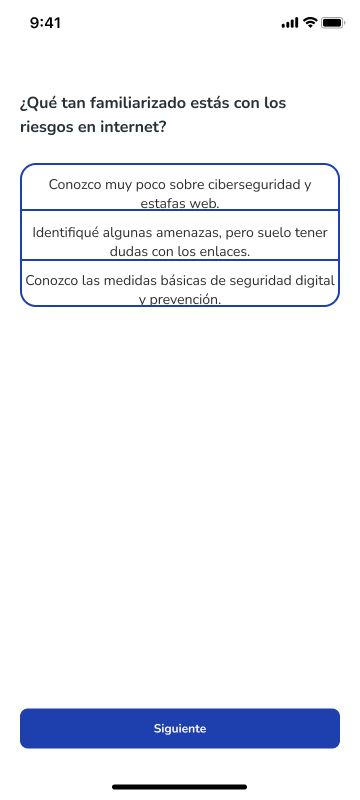 9:41
¿Qué tan familiarizado estás con los
riesgos en internet?
Conozco muy poco sobre ciberseguridad y
estafas web.
Identifiqué algunas amenazas, pero suelo tener
dudas con los enlaces.
Conozco las medidas básicas de seguridad digital
y prevención.
Siguiente